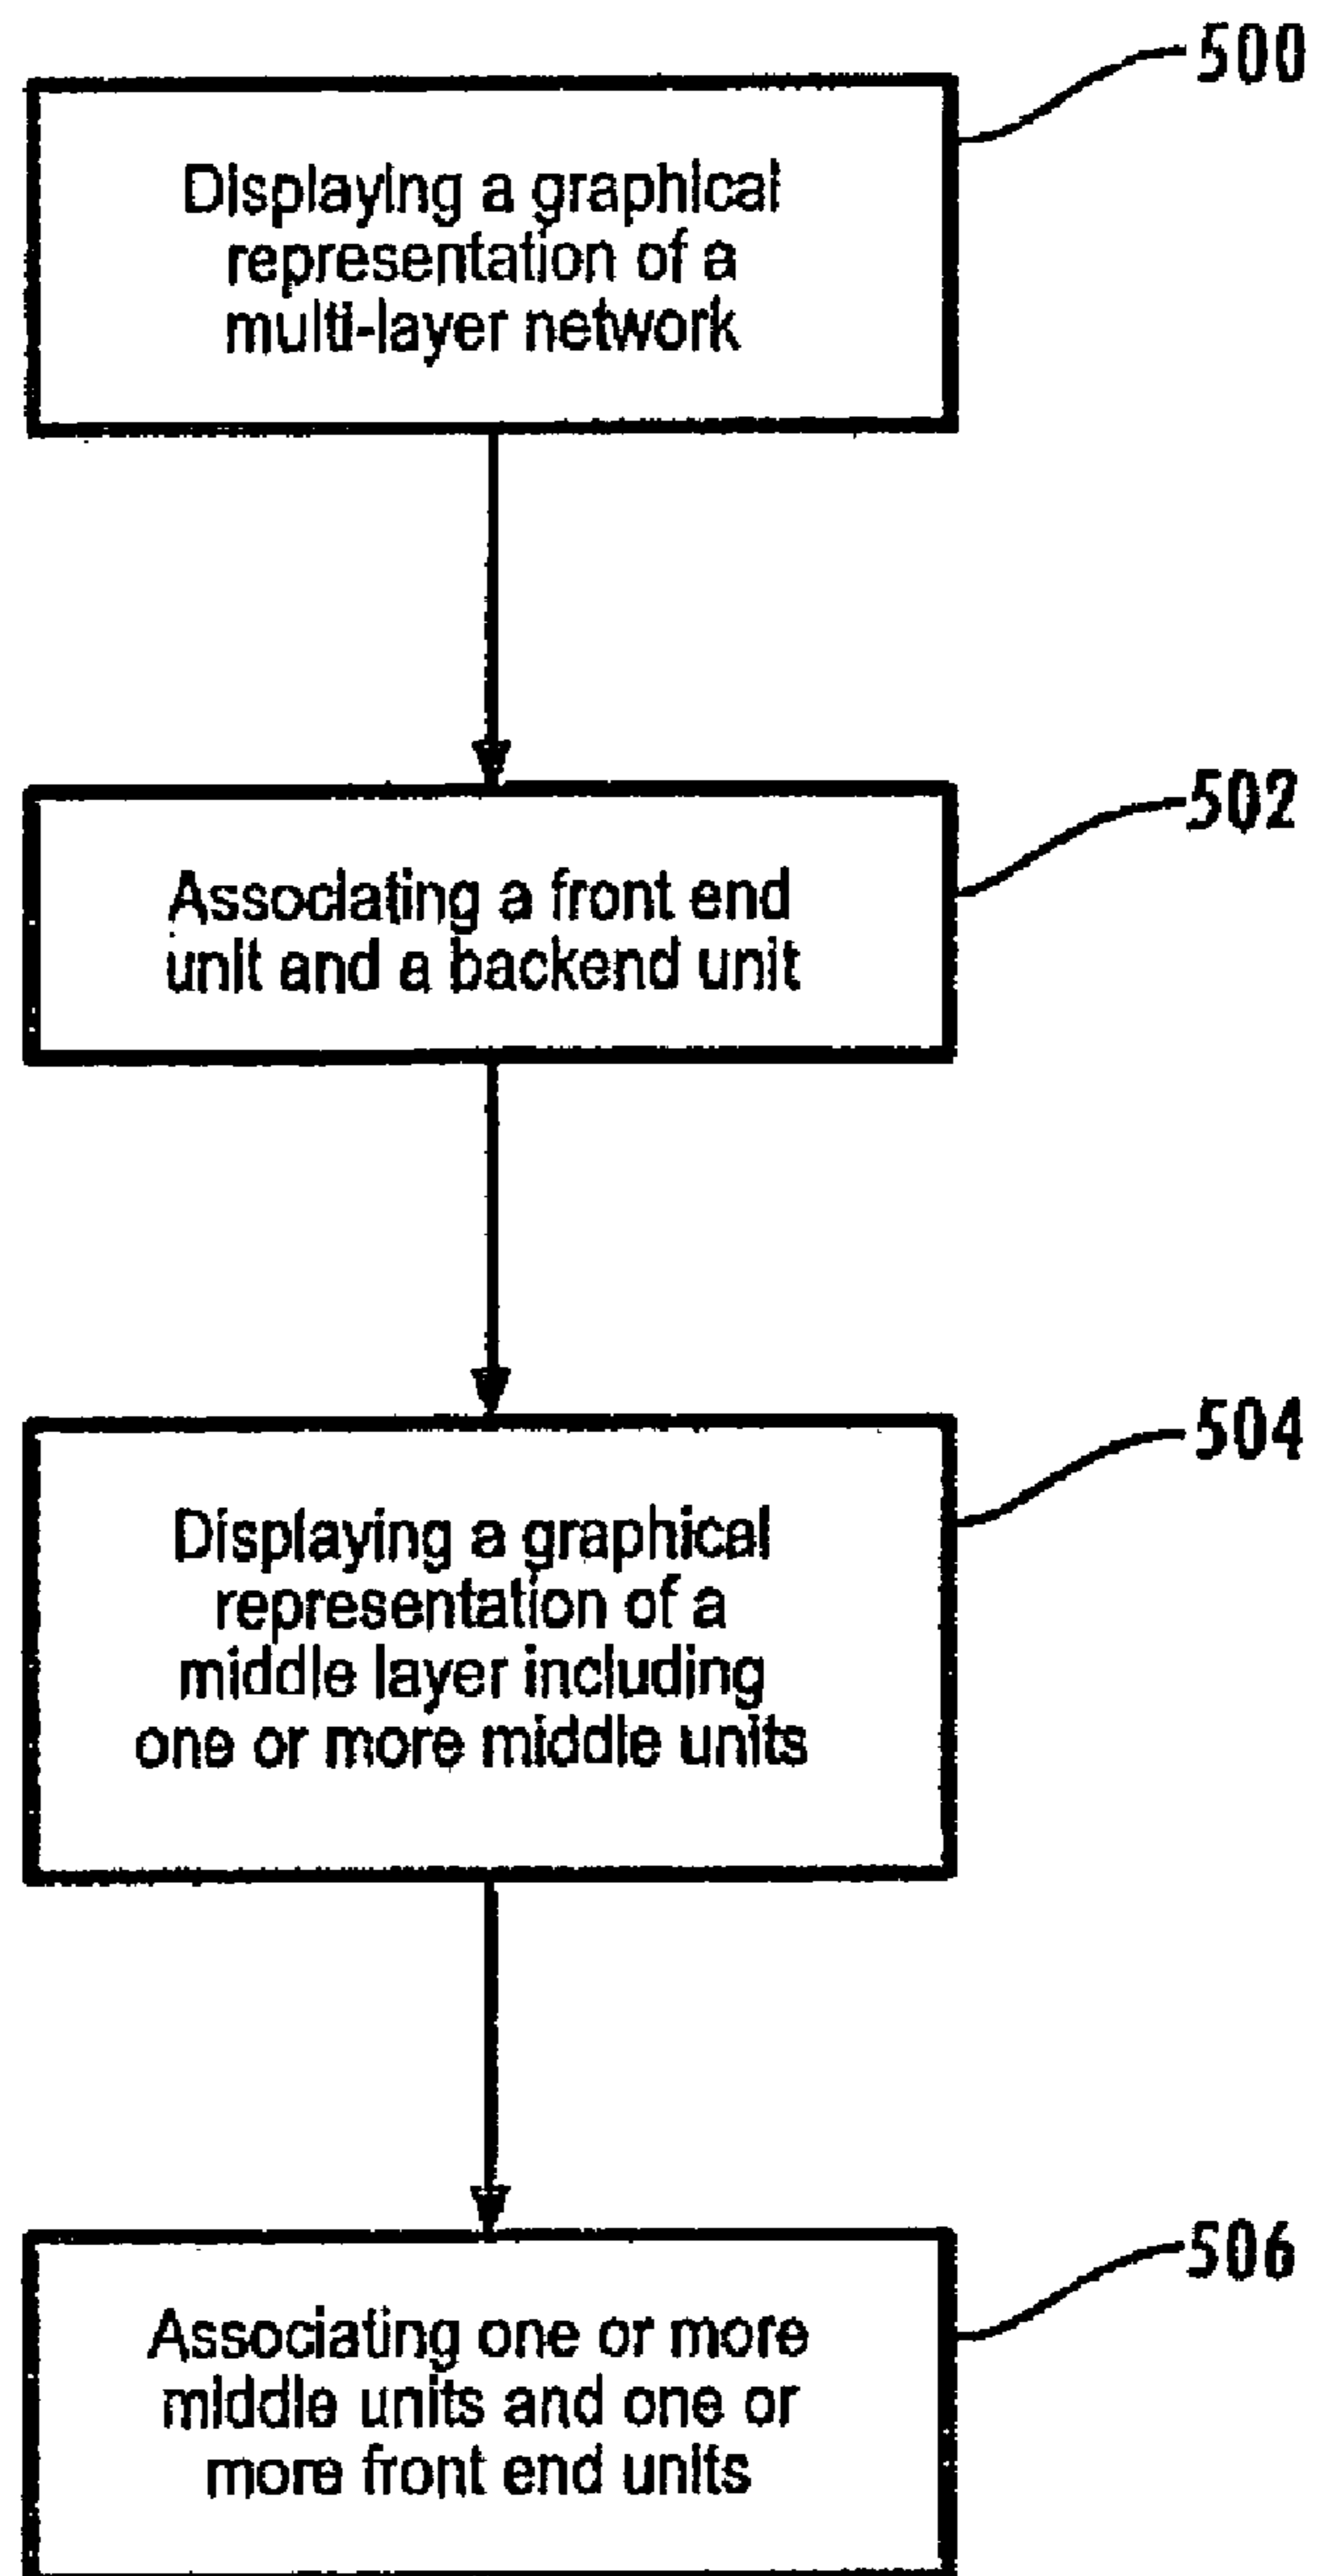 500
Displaying a graphical
representation of a
multi-layer network
502
Associating a front end
unit and a backend unit
504
Displaying a graphical
representation of a
middle layer including
one or more middle units
506
Associating one or more
middle units and one or
more front end units